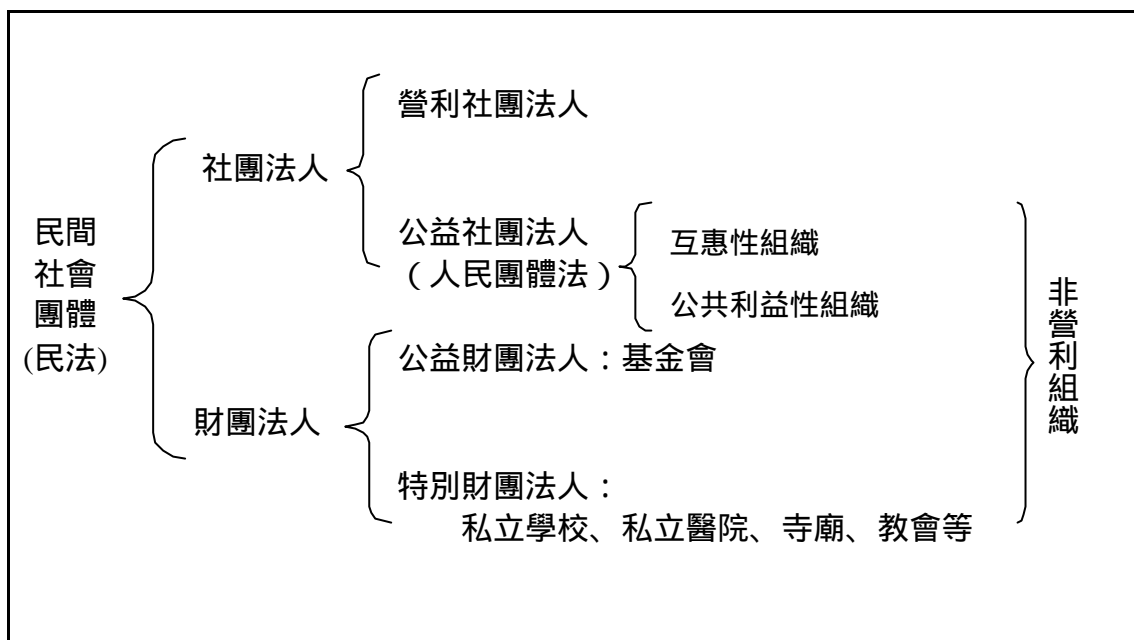 民間
社會
團體
(民法)
社團法人
營利社團法人
公益社團法人
（人民團體法）
互惠性組織
公共利益性組織
財團法人
公益財團法人：基金會
特別財團法人：
私立學校、私立醫院、寺廟、教會等
非營利組織